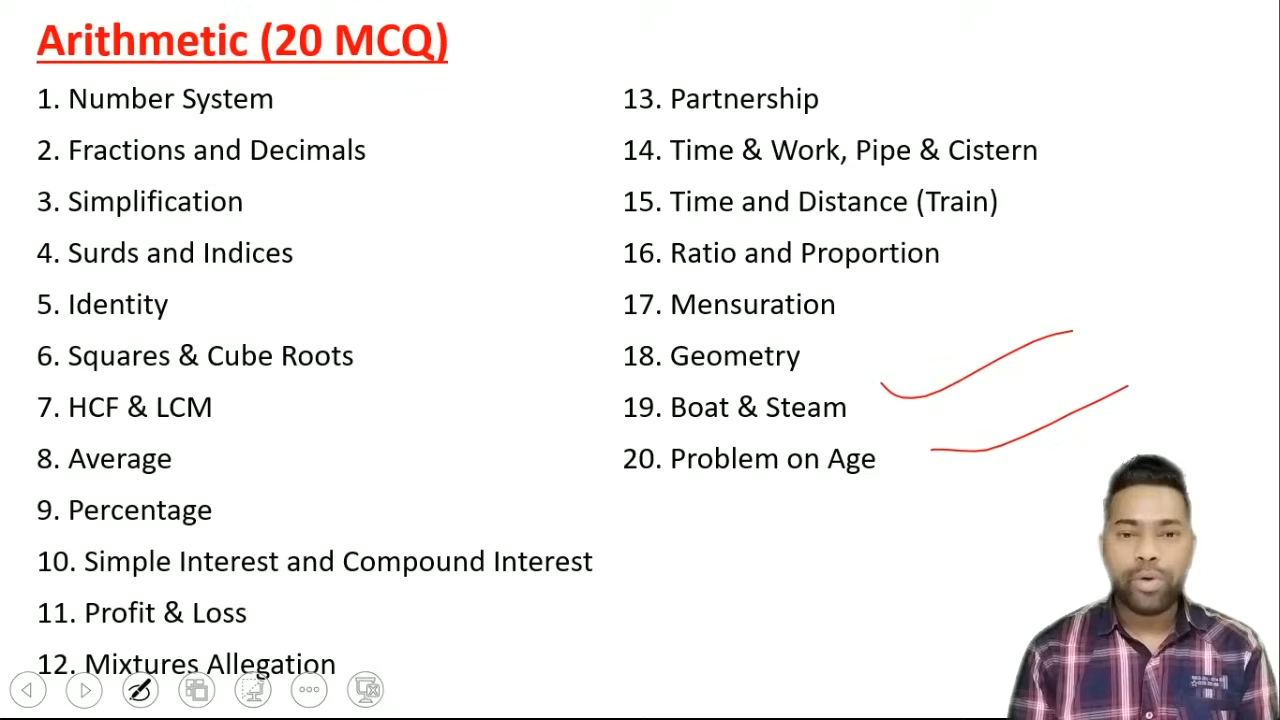 Arithmetic (20 MCQ)
1. Number System
2. Fractions and Decimals
3. Simplification
4. Surds and Indices
5. Identity
6. Squares & Cube Roots
7. HCF & LCM
8. Average
9. Percentage
10. Simple Interest and Compound Interest
11. Profit & Loss
12. Mixtures Allegation
13. Partnership
14. Time & Work, Pipe & Cistern
15. Time and Distance (Train)
16. Ratio and Proportion
17. Mensuration
18. Geometry
19. Boat & Steam
20. Problem on Age